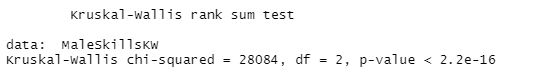 Kruskal-Wallis rank sum test
data:  MaleSkillsKW
Kruskal-Wallis chi-squared = 28084, df = 2, p-value < 2.2e-16